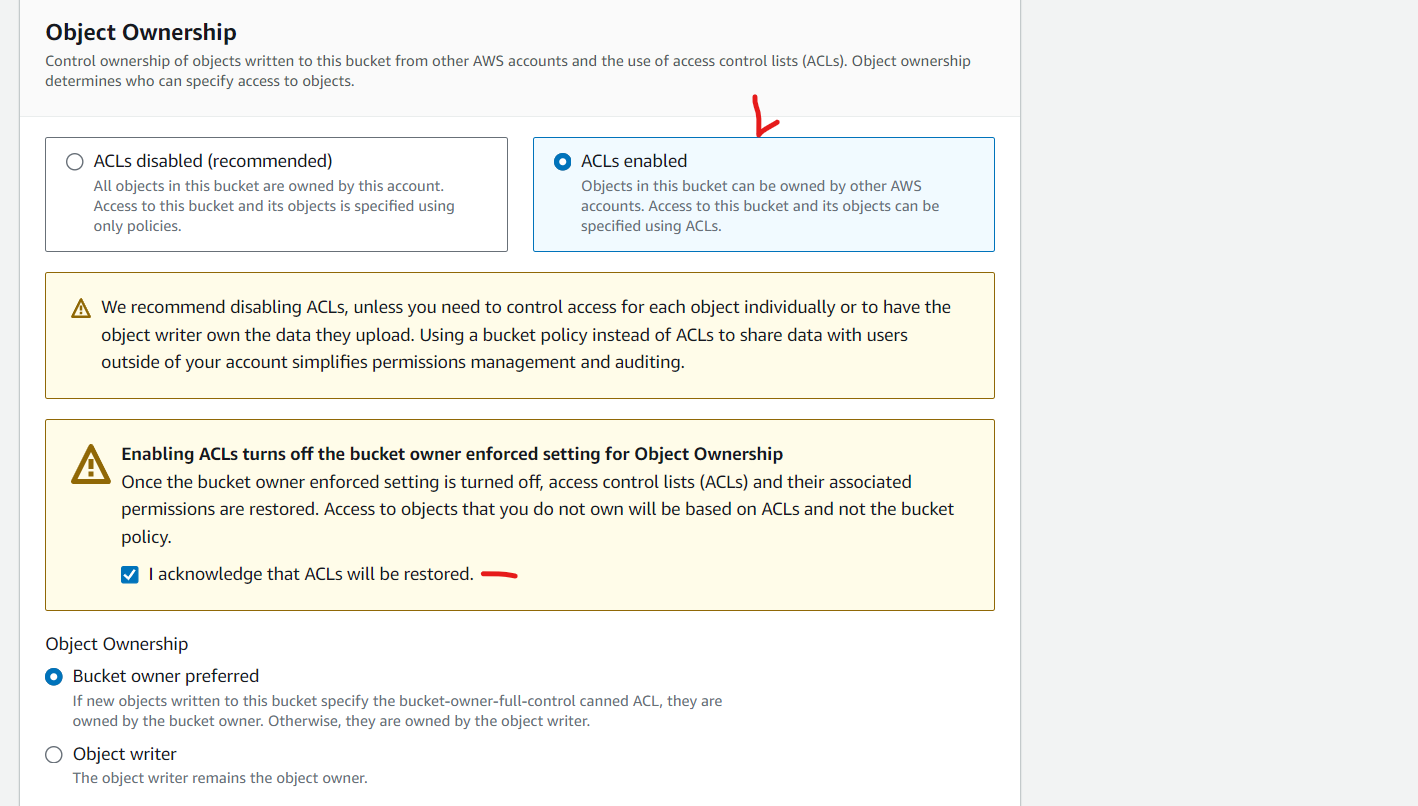 Object Ownership
Control ownership of objects written to this bucket from other AWS accounts and the use of access control lists (ACLs). Object ownership
determines who can specify access to objects.
ACLs disabled (recommended)
All objects in this bucket are owned by this account.
Access to this bucket and its objects is specified using
only policies.
ACLs enabled
Objects in this bucket can be owned by other AWS
accounts. Access to this bucket and its objects can be
specified using ACLs.
We recommend disabling ACLs, unless you need to control access for each object individually or to have the
object writer own the data they upload. Using a bucket policy instead of ACLs to share data with users
outside of your account simplifies permissions management and auditing.
Enabling ACLs turns off the bucket owner enforced setting for Object Ownership
Once the bucket owner enforced setting is turned off, access control lists (ACLs) and their associated
permissions are restored. Access to objects that you do not own will be based on ACLs and not the bucket
policy.
I acknowledge that ACLs will be restored.
Object Ownership
Bucket owner preferred
If new objects written to this bucket specify the bucket-owner-full-control canned ACL, they are
owned by the bucket owner. Otherwise, they are owned by the object writer.
Object writer
The object writer remains the object owner.